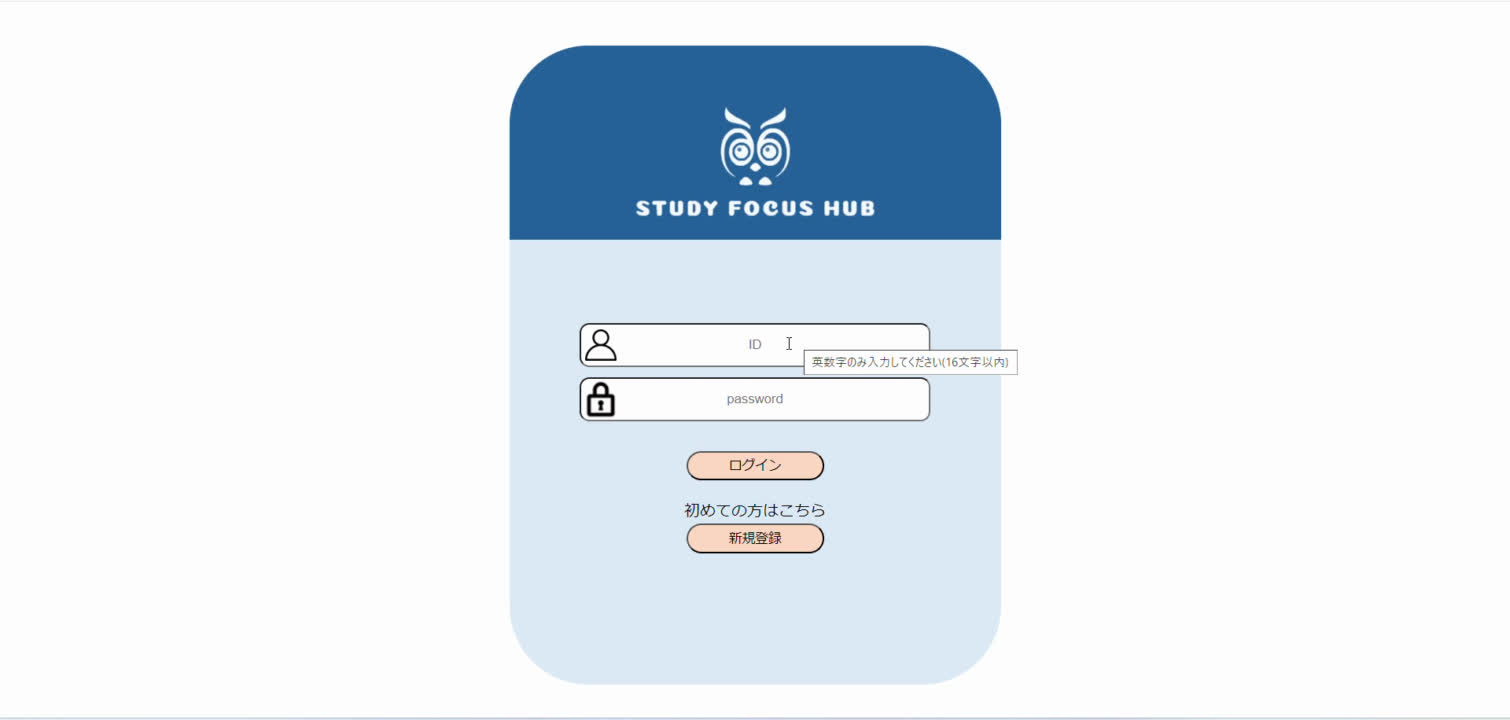 STUDY FOCUS HUB
ID
英数字のみ入力してください(16文字以内)
password
ログイン
初めての方はこちら
新規登録